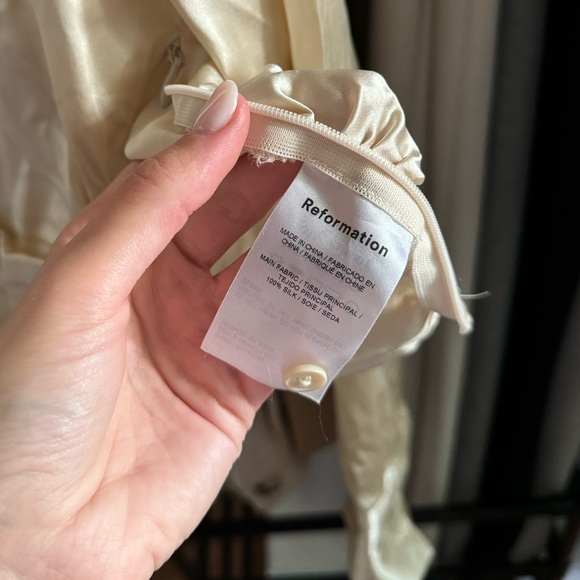 Reformation
MADE IN CHINA / FABRICADO EN
CHINA / FABRIQUÉ EN CHINE
MAIN FABRIC / TISSU PRINCIPAL /
TEJIDO PRINCIPAL
100% SILK / SOIE / SEDA